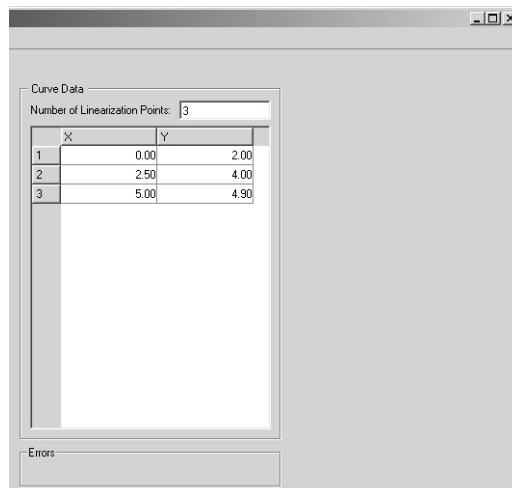 Curve Data
Number of Linearization Points: 3
X Y
1 0.00 2.00
2 2.50 4.00
3 5.00 4.90
Errors